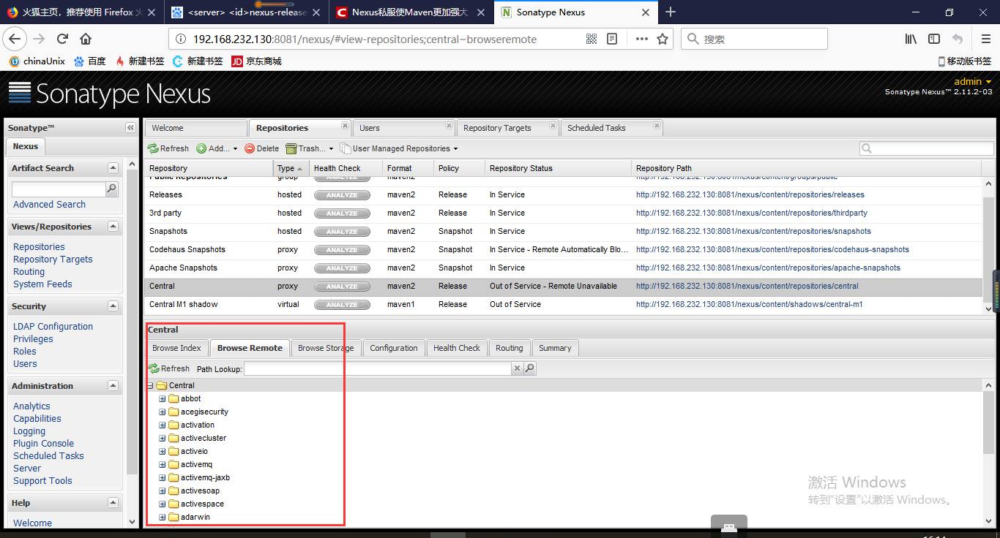 火狐主页，推荐使用 Firefox 火
<server> <id>nexus-release
Nexus私服使Maven更加强大
Sonatype Nexus
192.168.232.130:8081/nexus/#view-repositories;central~browseremote
搜索
chinaUnix
百度
新建书签
新建书签
JD 京东商城
移动版书签
Sonatype Nexus
admin
Sonatype Nexus™ 2.11.2-03
Sonatype™
Nexus
Artifact Search
Advanced Search
Views/Repositories
Repositories
Repository Targets
Routing
System Feeds
Security
LDAP Configuration
Privileges
Roles
Users
Administration
Analytics
Capabilities
Logging
Plugin Console
Scheduled Tasks
Server
Support Tools
Help
Welcome
Welcome Repositories Users Repository Targets Scheduled Tasks
Refresh Add... Delete Trash... User Managed Repositories
Repository Type Health Check Format Policy Repository Status Repository Path
Public Repositories group ANALYZE maven2 http://192.168.232.130:8081/nexus/content/groups/public
Releases hosted ANALYZE maven2 Release In Service http://192.168.232.130:8081/nexus/content/repositories/releases
3rd party hosted ANALYZE maven2 Release In Service http://192.168.232.130:8081/nexus/content/repositories/thirdparty
Snapshots hosted ANALYZE maven2 Snapshot In Service http://192.168.232.130:8081/nexus/content/repositories/snapshots
Codehaus Snapshots proxy ANALYZE maven2 Snapshot In Service - Remote Automatically Blo... http://192.168.232.130:8081/nexus/content/repositories/codehaus-snapshots
Apache Snapshots proxy ANALYZE maven2 Snapshot In Service http://192.168.232.130:8081/nexus/content/repositories/apache-snapshots
Central proxy ANALYZE maven2 Release Out of Service - Remote Unavailable http://192.168.232.130:8081/nexus/content/repositories/central
Central M1 shadow virtual ANALYZE maven1 Release Out of Service http://192.168.232.130:8081/nexus/content/shadows/central-m1
Central
Browse Index Browse Remote Browse Storage Configuration Health Check Routing Summary
Refresh Path Lookup:
Central
abbot
acegisecurity
activation
activecluster
activeio
activemq
activemq-jaxb
activesoap
activespace
adarwin
激活 Windows
转到"设置"以激活 Windows。